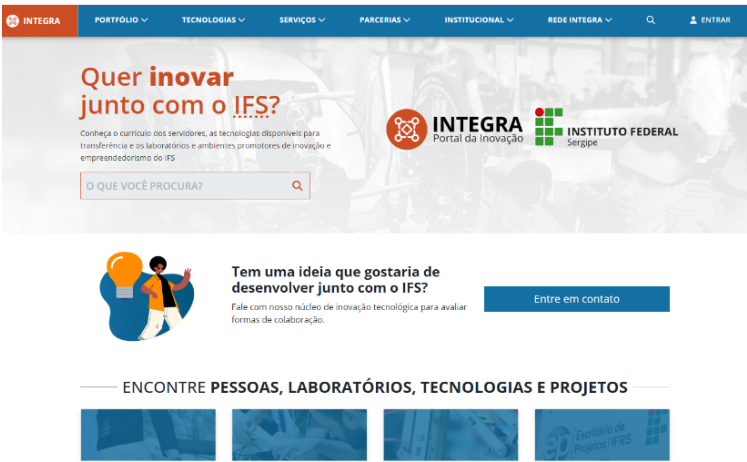 INTEGRA
PORTFÓLIO
TECNOLOGIAS
SERVIÇOS
PARCERIAS
INSTITUCIONAL
REDE INTEGRA
ENTRAR
Quer inovar
junto com o IFS?
Conheça o currículo dos servidores, as tecnologias disponíveis para
transferência e os laboratórios e ambientes promotores de inovação e
empreendedorismo do IFS
O QUE VOCÊ PROCURA?
INTEGRA
Portal da Inovação
INSTITUTO FEDERAL
Sergipe
Tem uma ideia que gostaria de
desenvolver junto com o IFS?
Fale com nosso núcleo de inovação tecnológica para avaliar
formas de colaboração.
Entre em contato
ENCONTRE PESSOAS, LABORATÓRIOS, TECNOLOGIAS E PROJETOS
Escritório de
Projetos / IFRS